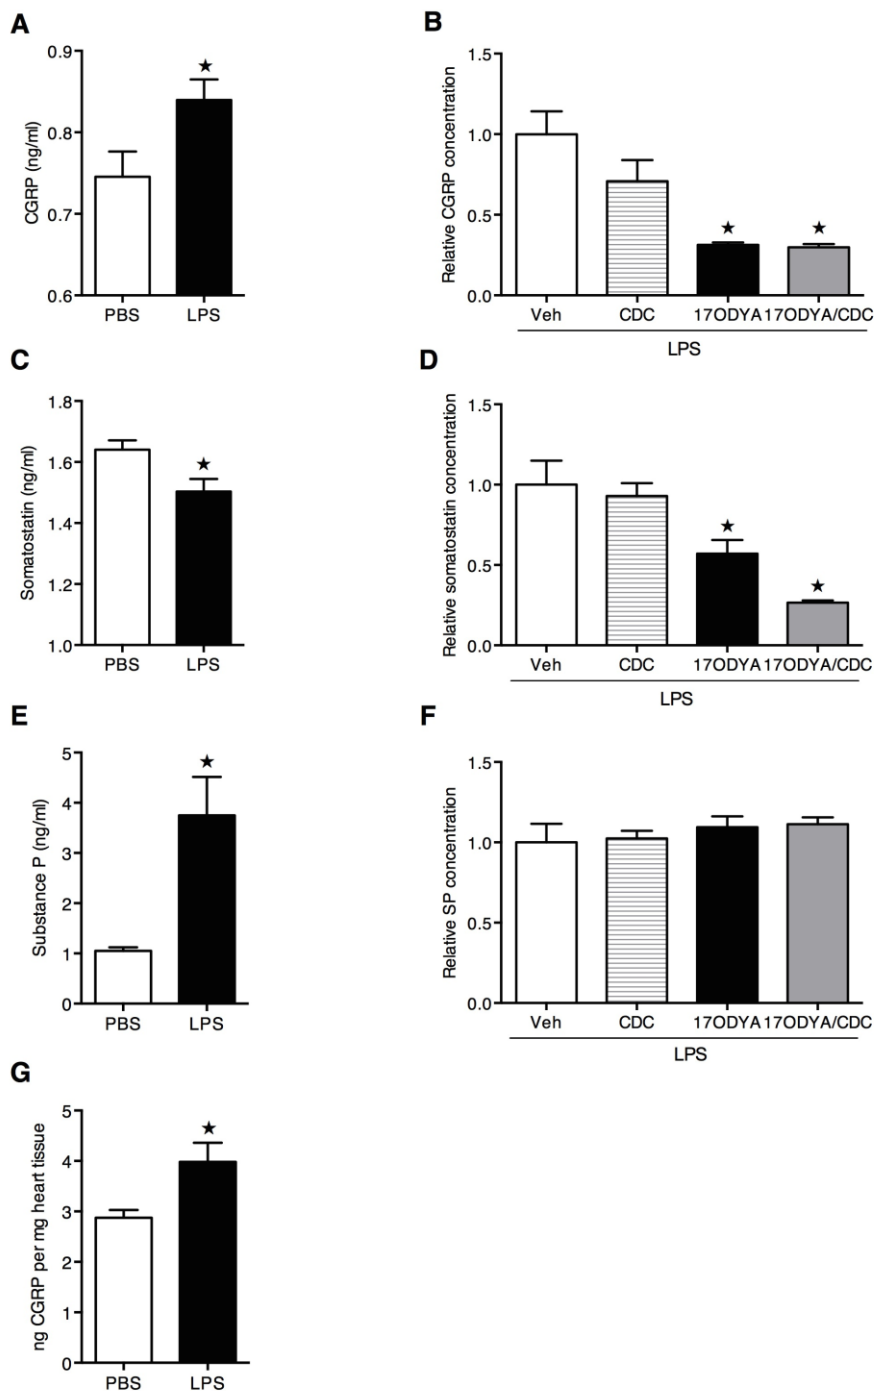 A
CGRP (ng/ml)
0.9
0.8
0.7
0.6
PBS LPS
B
Relative CGRP concentration
1.5
1.0
0.5
0.0
Veh CDC 17ODYA 17ODYA/CDC
LPS
C
Somatostatin (ng/ml)
1.8
1.6
1.4
1.2
1.0
PBS LPS
D
Relative somatostatin concentration
1.5
1.0
0.5
0.0
Veh CDC 17ODYA 17ODYA/CDC
LPS
E
Substance P (ng/ml)
5
4
3
2
1
0
PBS LPS
F
Relative SP concentration
1.5
1.0
0.5
0.0
Veh CDC 17ODYA 17ODYA/CDC
LPS
G
ng CGRP per mg heart tissue
5
4
3
2
1
0
PBS LPS